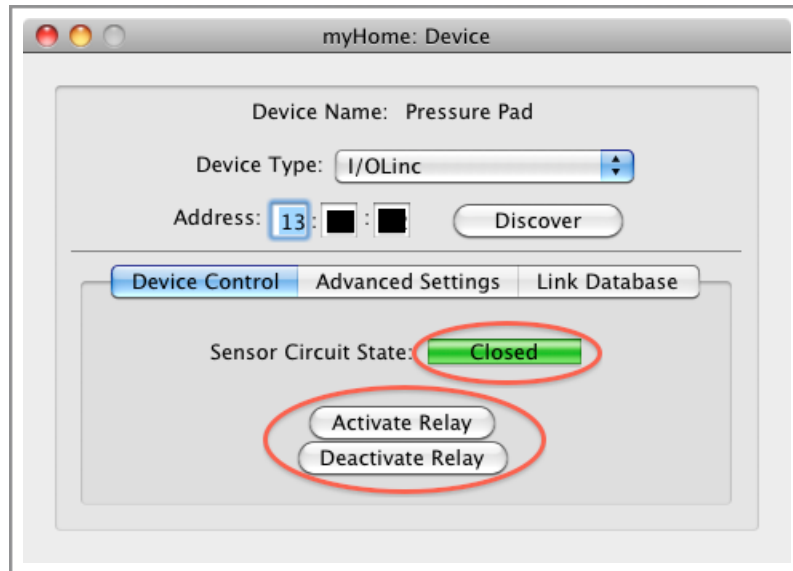 myHome: Device
Device Name: Pressure Pad
Device Type: I/OLinc
Address: 13 : : Discover
Device Control Advanced Settings Link Database
Sensor Circuit State: Closed
Activate Relay
Deactivate Relay